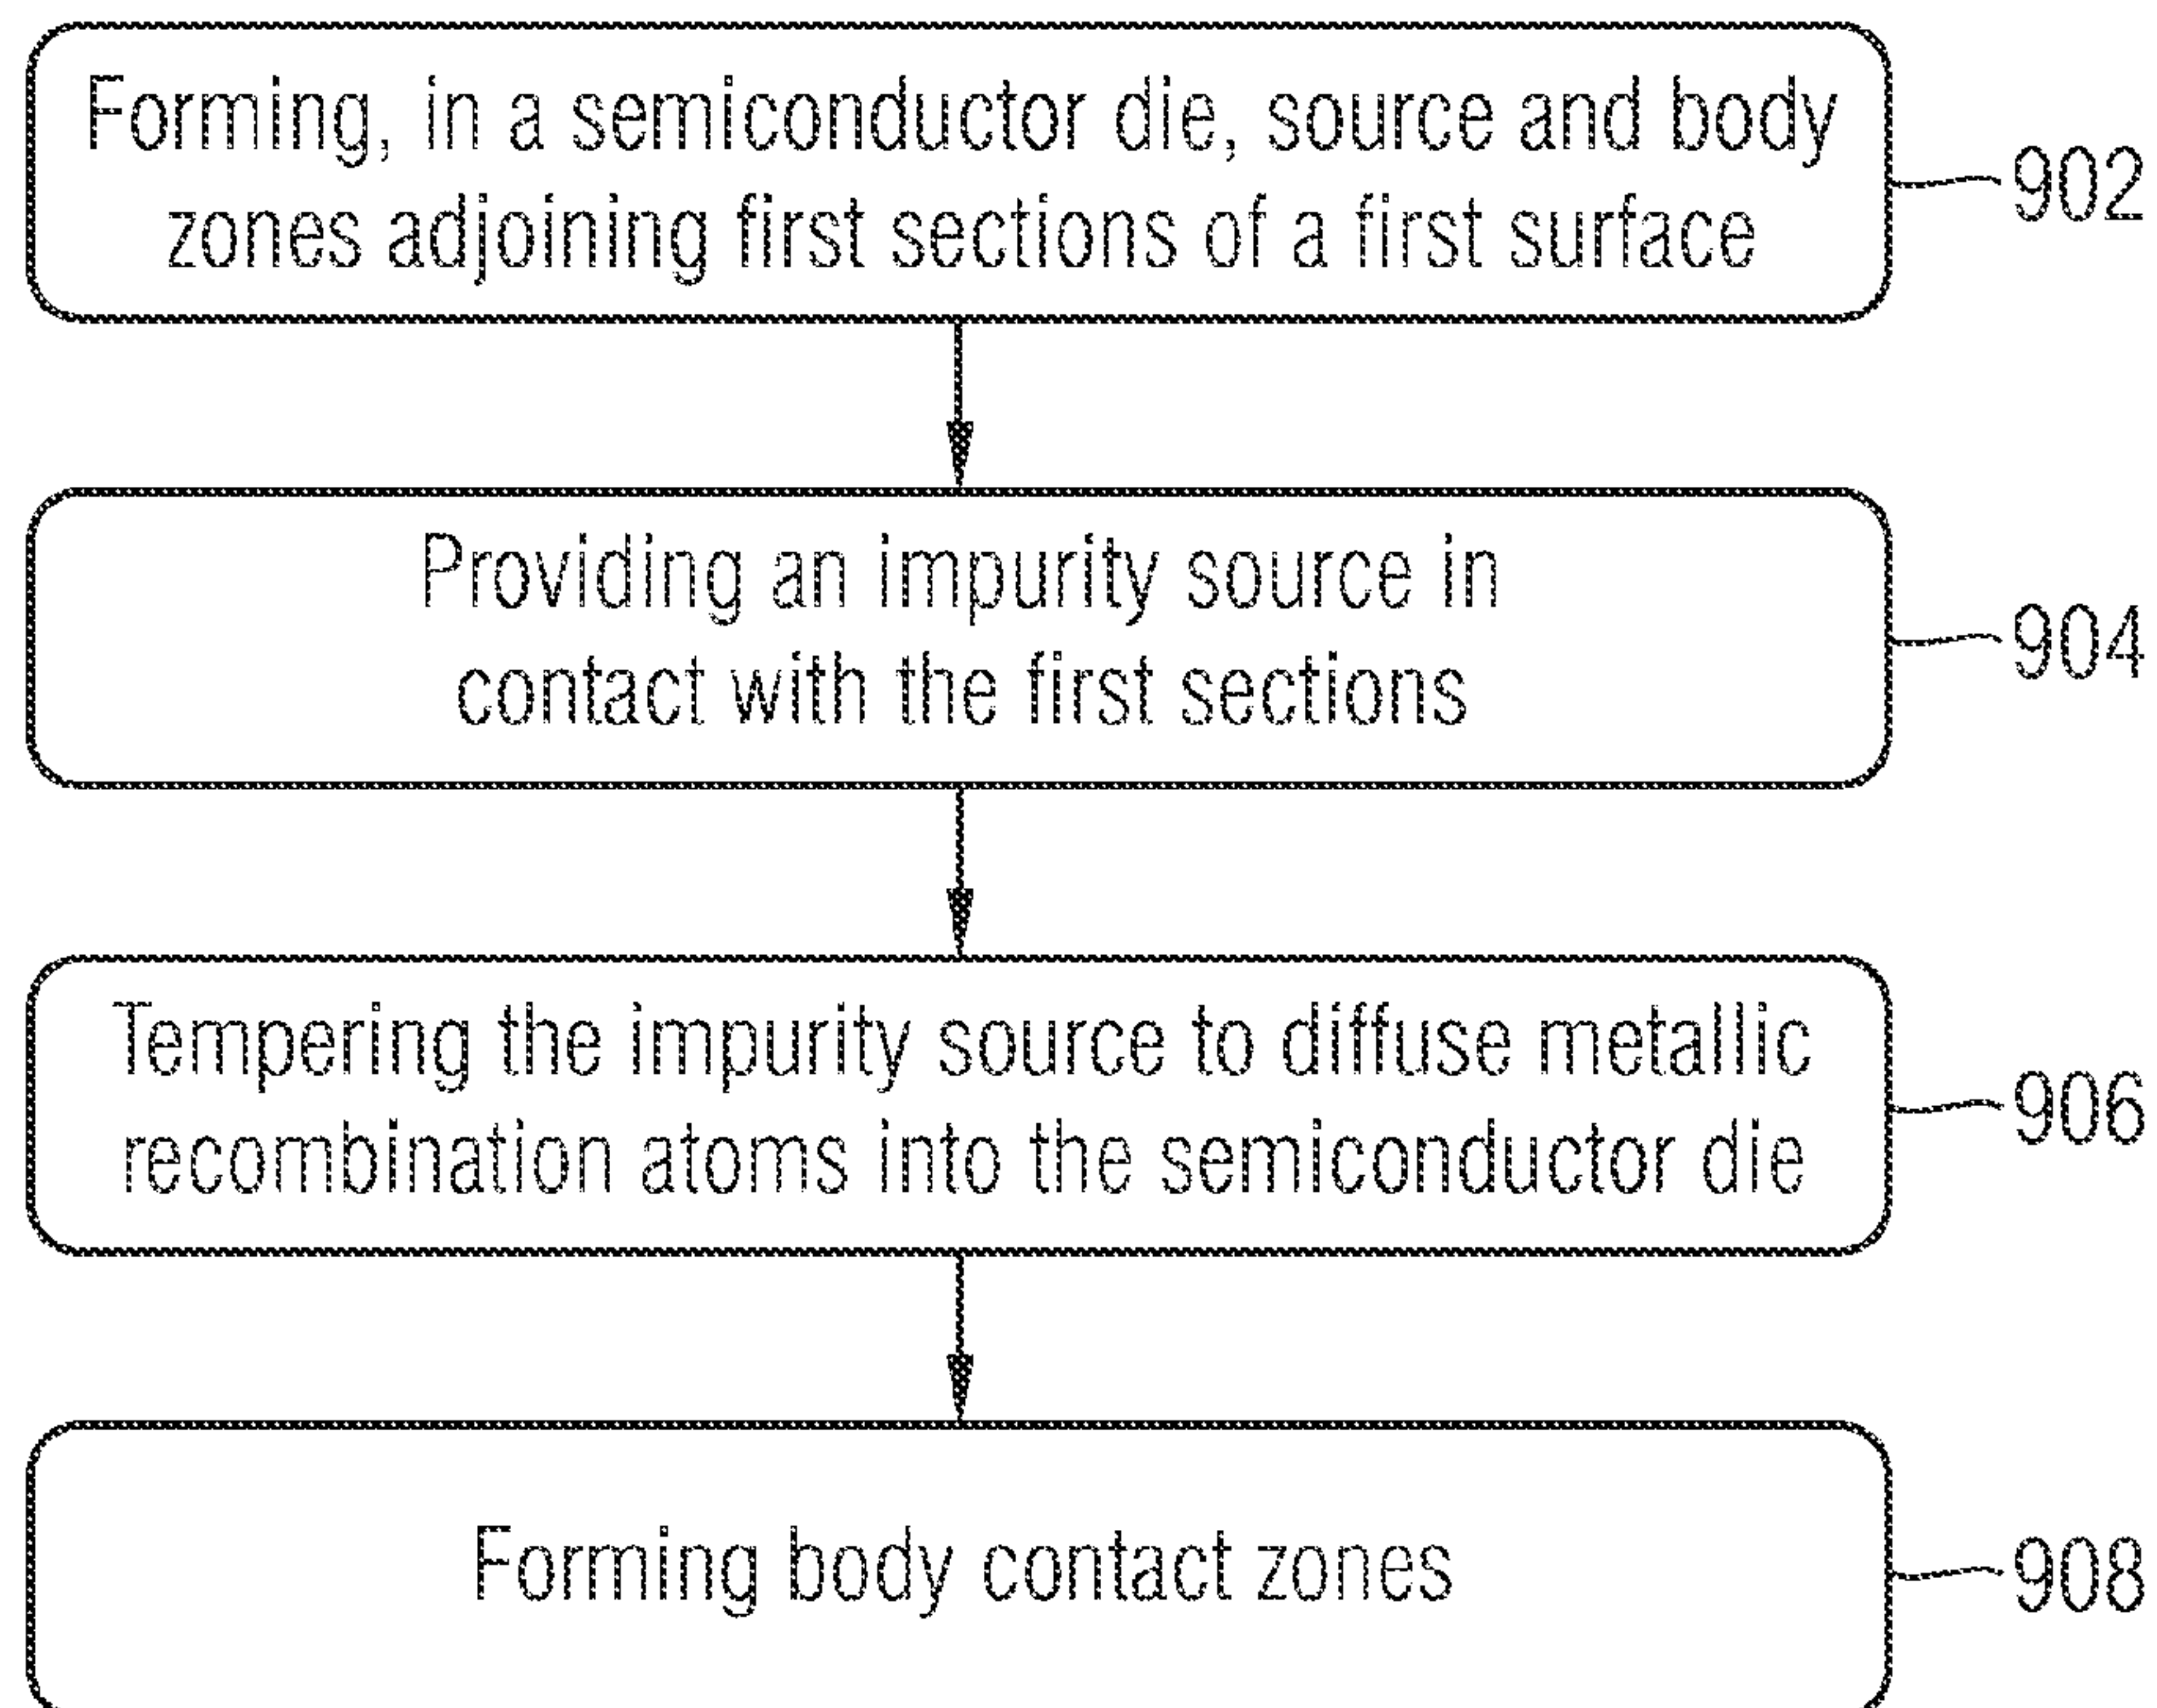 Forming, in a semiconductor die, source and body
zones adjoining first sections of a first surface
902
Providing an impurity source in
contact with the first sections
904
Tempering the impurity source to diffuse metallic
recombination atoms into the semiconductor die
906
Forming body contact zones
908